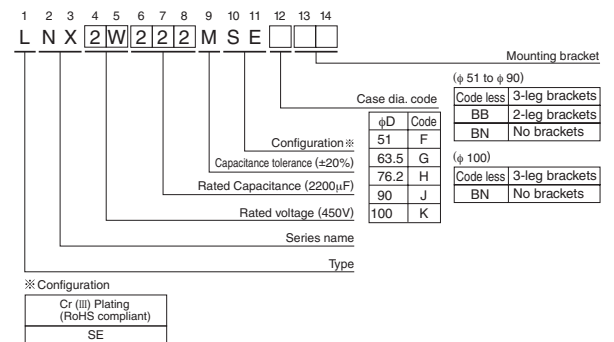 1 2 3 4 5 6 7 8 9 10 11 12 13 14
L N X 2 W 2 2 2 M S E
Mounting bracket
(φ 51 to φ 90)
Code less 3-leg brackets
BB 2-leg brackets
BN No brackets
(φ 100)
Code less 3-leg brackets
BN No brackets
Case dia. code
φD Code
51 F
63.5 G
76.2 H
90 J
100 K
Configuration※
Capacitance tolerance (±20%)
Rated Capacitance (2200μF)
Rated voltage (450V)
Series name
Type
※Configuration
Cr (III) Plating
(RoHS compliant)
SE